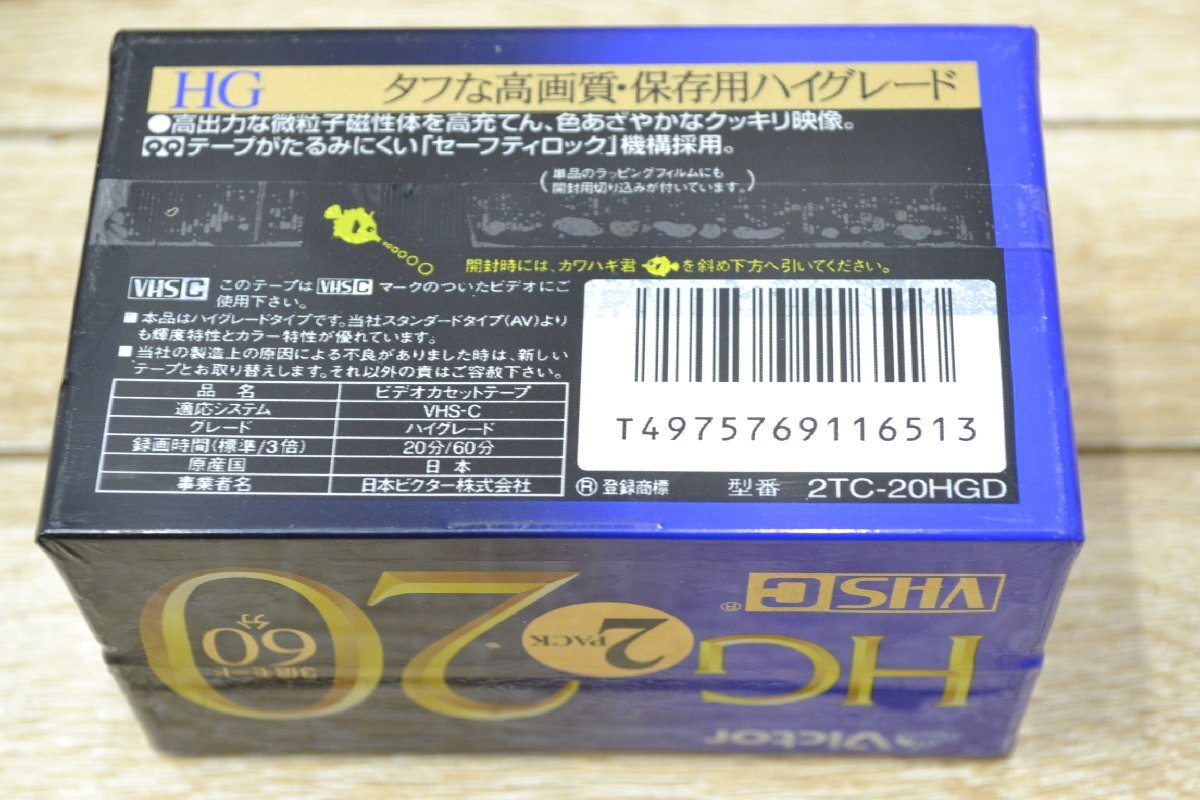 HG タフな高画質・保存用ハイグレード
●高出力な微粒子磁性体を高充てん、色あざやかなクッキリ映像。
テープがたるみにくい「セーフティロック」機構採用。
(単品のラッピングフィルムにも
開封用切り込みが付いています。)
開封時には、カワハキ君 を斜め下方へ引いてください。
VHSC このテープは VHSC マークのついたビデオにご
使用下さい。
■本品はハイグレードタイプです。当社スタンダードタイプ(AV)より
も輝度特性とカラー特性が優れています。
■当社の製造上の原因による不良がありました時は、新しい
テープとお取り替えします。それ以外の責はご容赦下さい。
品名 ビデオカセットテープ
適応システム VHS-C
グレード ハイグレード
録画時間(標準/3倍) 20分/60分
原産国 日本
事業者名 日本ビクター株式会社
T4975769116513
®登録商標 型番 2TC-20HGD
VHSC®
HG
2 PACK
20
60分
3倍モード
Victor